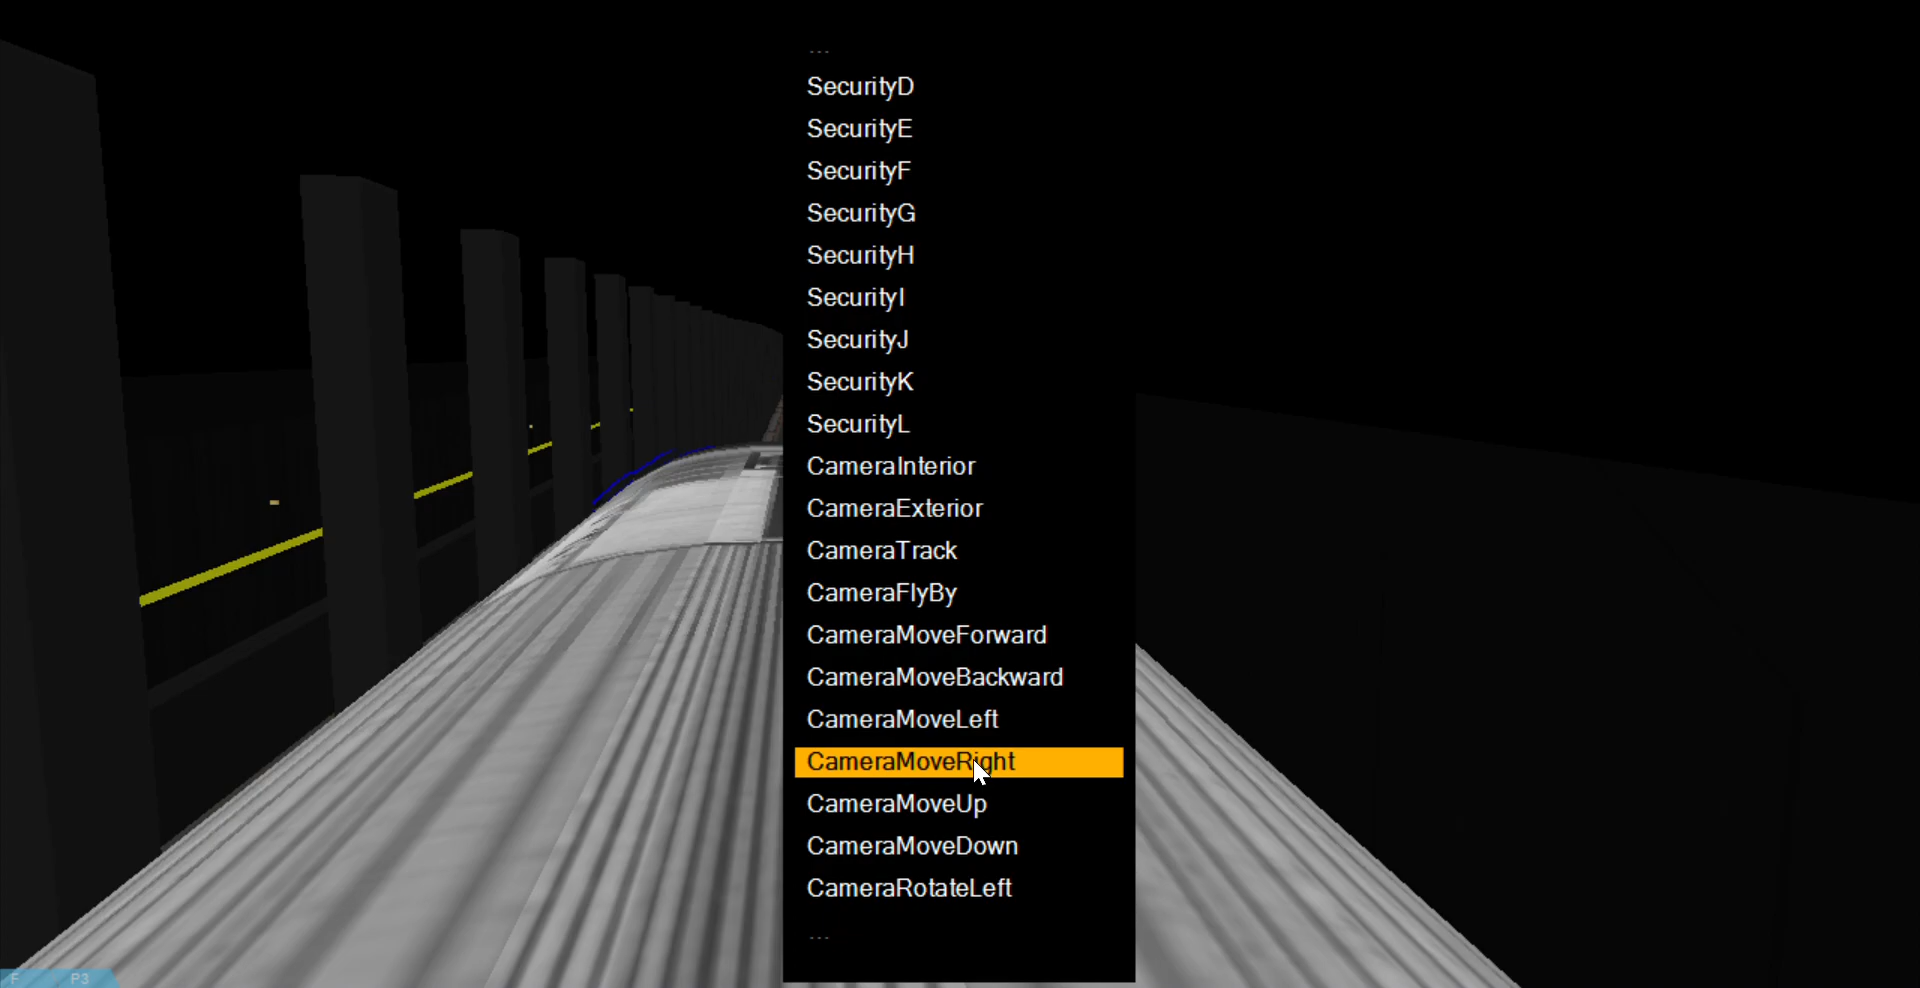 ...
SecurityD
SecurityE
SecurityF
SecurityG
SecurityH
SecurityI
SecurityJ
SecurityK
SecurityL
CameraInterior
CameraExterior
CameraTrack
CameraFlyBy
CameraMoveForward
CameraMoveBackward
CameraMoveLeft
CameraMoveRight
CameraMoveUp
CameraMoveDown
CameraRotateLeft
...
F P3